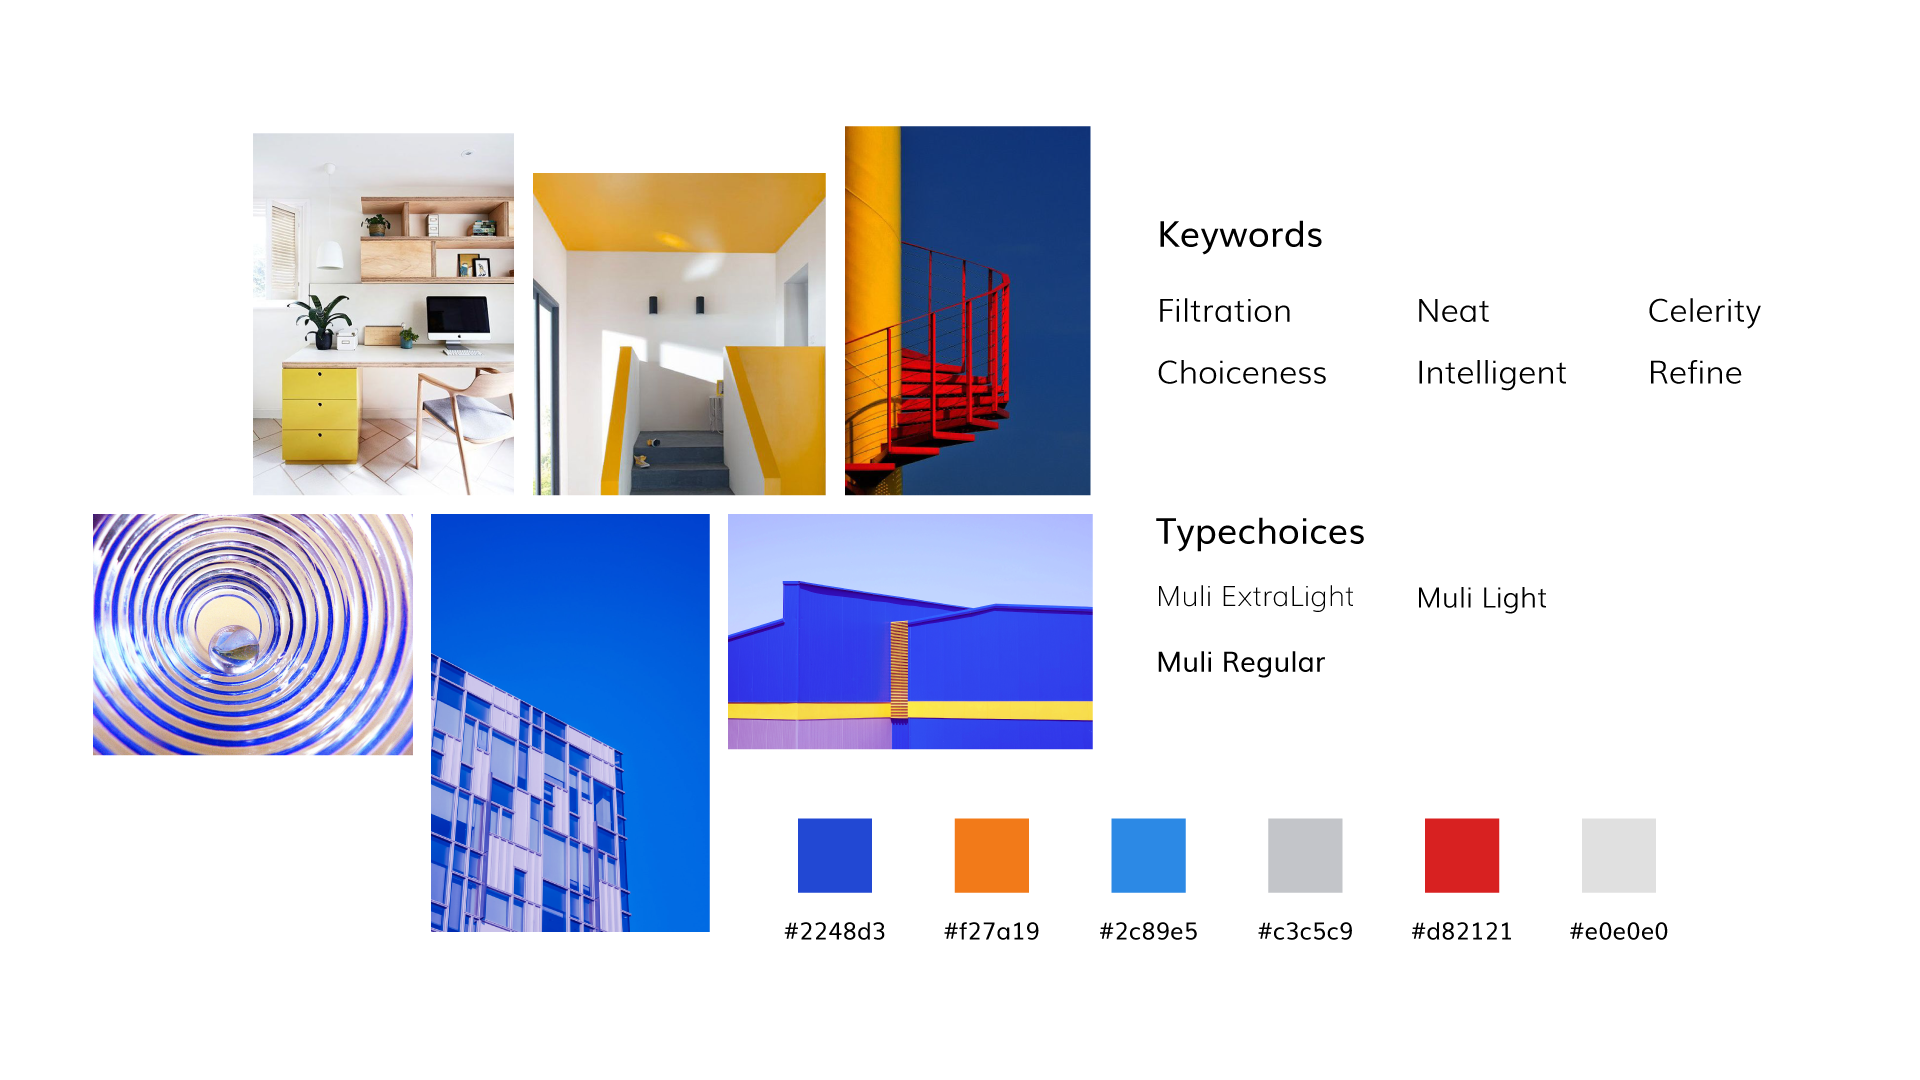 Keywords
Filtration Neat Celerity
Choiceness Intelligent Refine
Typechoices
Muli ExtraLight Muli Light
Muli Regular
#2248d3 #f27a19 #2c89e5 #c3c5c9 #d82121 #e0e0e0